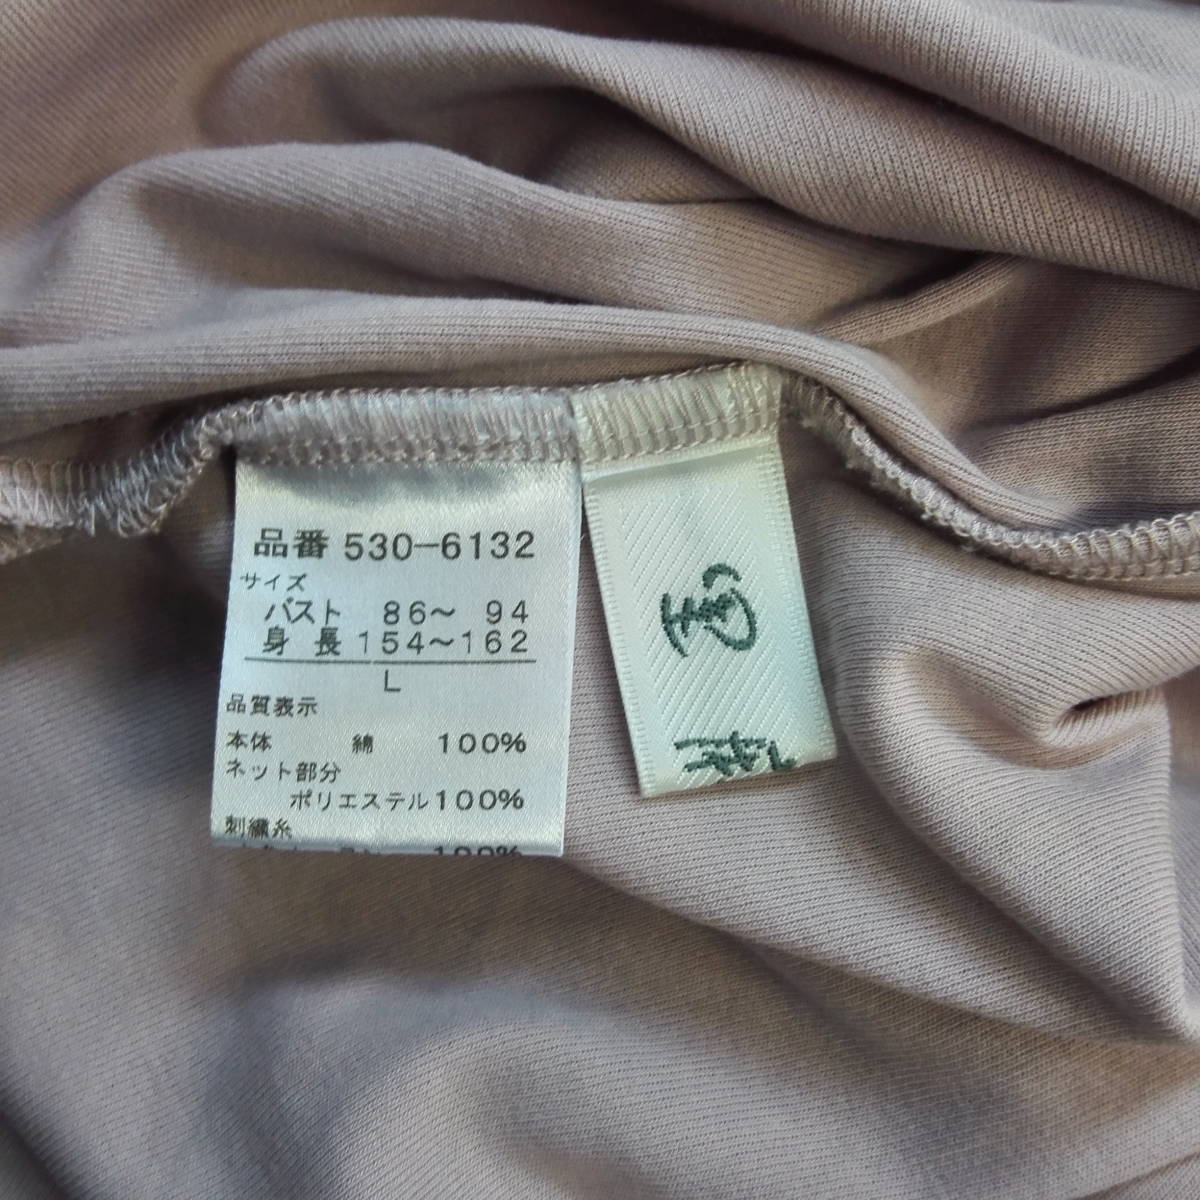 品番 530-6132
サイズ
バスト 86～ 94
身 長 154～162
L
品質表示
本体 綿 100%
ネット部分
ポリエステル100%
刺繍糸
100%